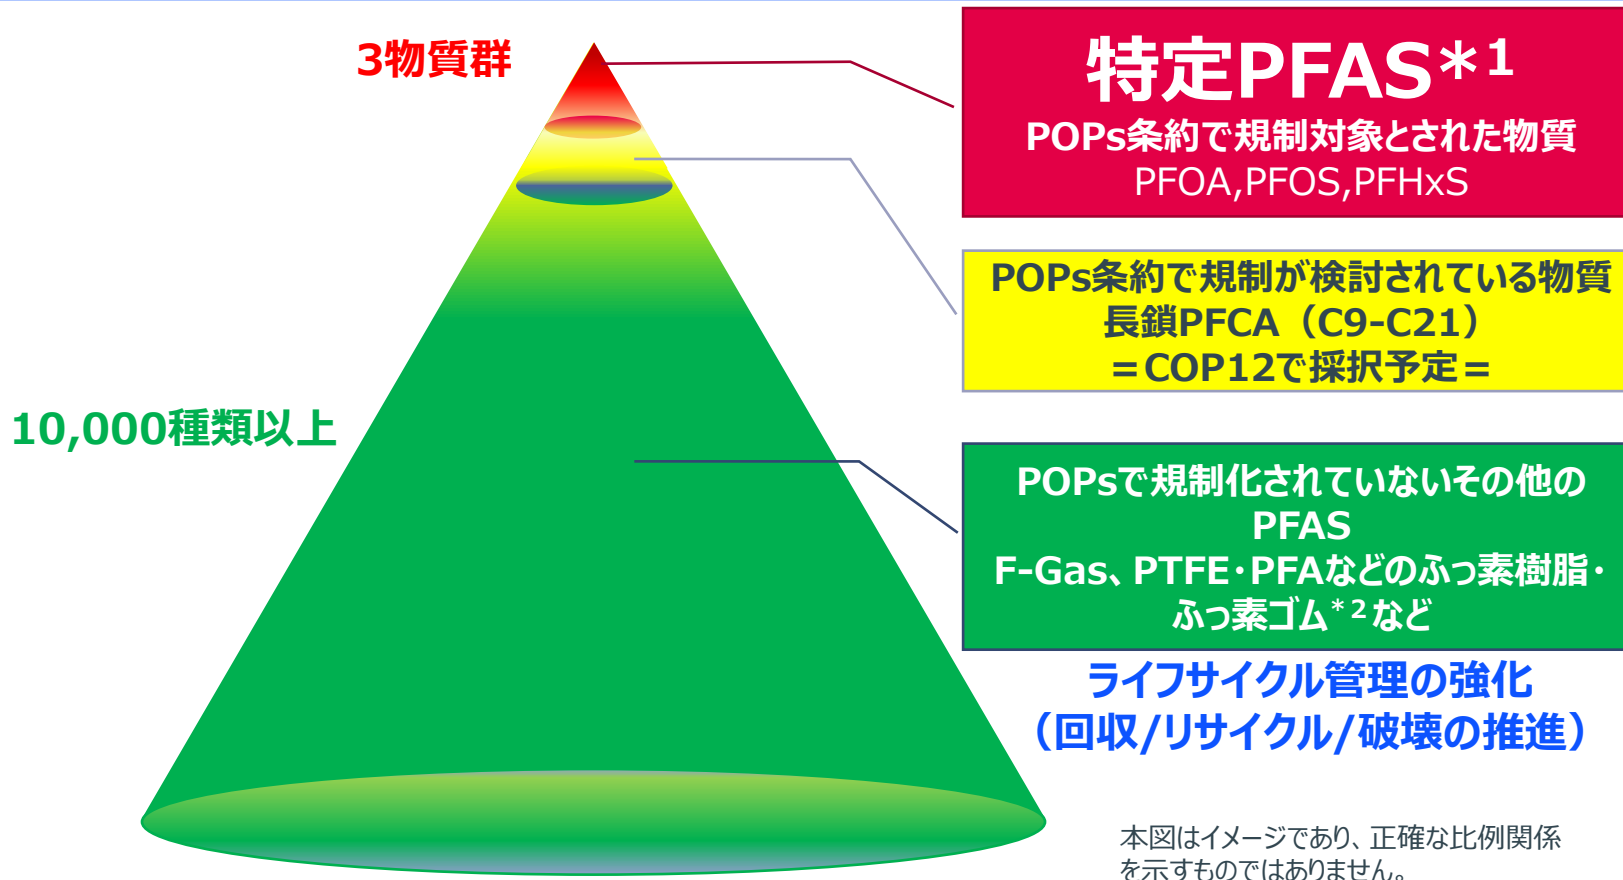 3物質群
特定PFAS*1
POPs条約で規制対象とされた物質
PFOA,PFOS,PFHxS
POPs条約で規制が検討されている物質
長鎖PFCA（C9-C21）
=COP12で採択予定=
10,000種類以上
POPsで規制化されていないその他の
PFAS
F-Gas、PTFE・PFAなどのふっ素樹脂・
ふっ素ゴム*2など
ライフサイクル管理の強化
（回収/リサイクル/破壊の推進）
本図はイメージであり、正確な比例関係
を示すものではありません。